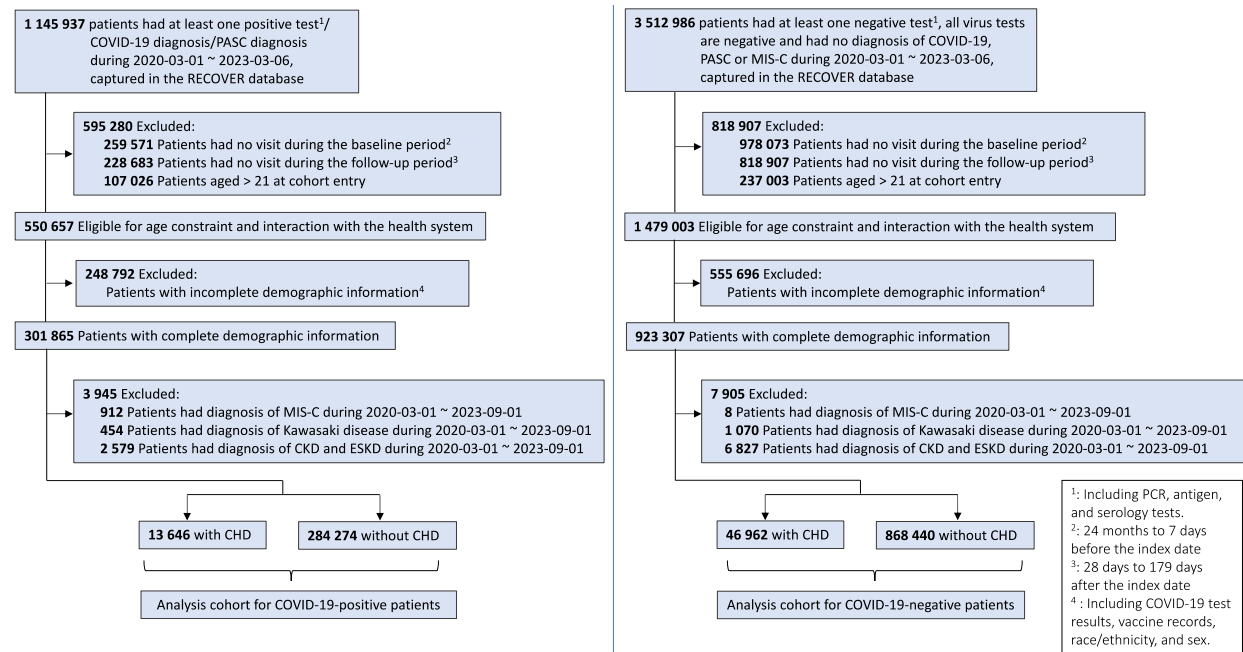 1 145 937 patients had at least one positive test¹/
COVID-19 diagnosis/PASC diagnosis
during 2020-03-01 ~ 2023-03-06,
captured in the RECOVER database
595 280 Excluded:
259 571 Patients had no visit during the baseline period²
228 683 Patients had no visit during the follow-up period³
107 026 Patients aged > 21 at cohort entry
550 657 Eligible for age constraint and interaction with the health system
248 792 Excluded:
Patients with incomplete demographic information⁴
301 865 Patients with complete demographic information
3 945 Excluded:
912 Patients had diagnosis of MIS-C during 2020-03-01 ~ 2023-09-01
454 Patients had diagnosis of Kawasaki disease during 2020-03-01 ~ 2023-09-01
2 579 Patients had diagnosis of CKD and ESKD during 2020-03-01 ~ 2023-09-01
13 646 with CHD
284 274 without CHD
Analysis cohort for COVID-19-positive patients
3 512 986 patients had at least one negative test¹, all virus tests
are negative and had no diagnosis of COVID-19,
PASC or MIS-C during 2020-03-01 ~ 2023-03-06,
captured in the RECOVER database
818 907 Excluded:
978 073 Patients had no visit during the baseline period²
818 907 Patients had no visit during the follow-up period³
237 003 Patients aged > 21 at cohort entry
1 479 003 Eligible for age constraint and interaction with the health system
555 696 Excluded:
Patients with incomplete demographic information⁴
923 307 Patients with complete demographic information
7 905 Excluded:
8 Patients had diagnosis of MIS-C during 2020-03-01 ~ 2023-09-01
1 070 Patients had diagnosis of Kawasaki disease during 2020-03-01 ~ 2023-09-01
6 827 Patients had diagnosis of CKD and ESKD during 2020-03-01 ~ 2023-09-01
46 962 with CHD
868 440 without CHD
Analysis cohort for COVID-19-negative patients
¹: Including PCR, antigen,
and serology tests.
²: 24 months to 7 days
before the index date
³: 28 days to 179 days
after the index date
⁴ : Including COVID-19 test
results, vaccine records,
race/ethnicity, and sex.